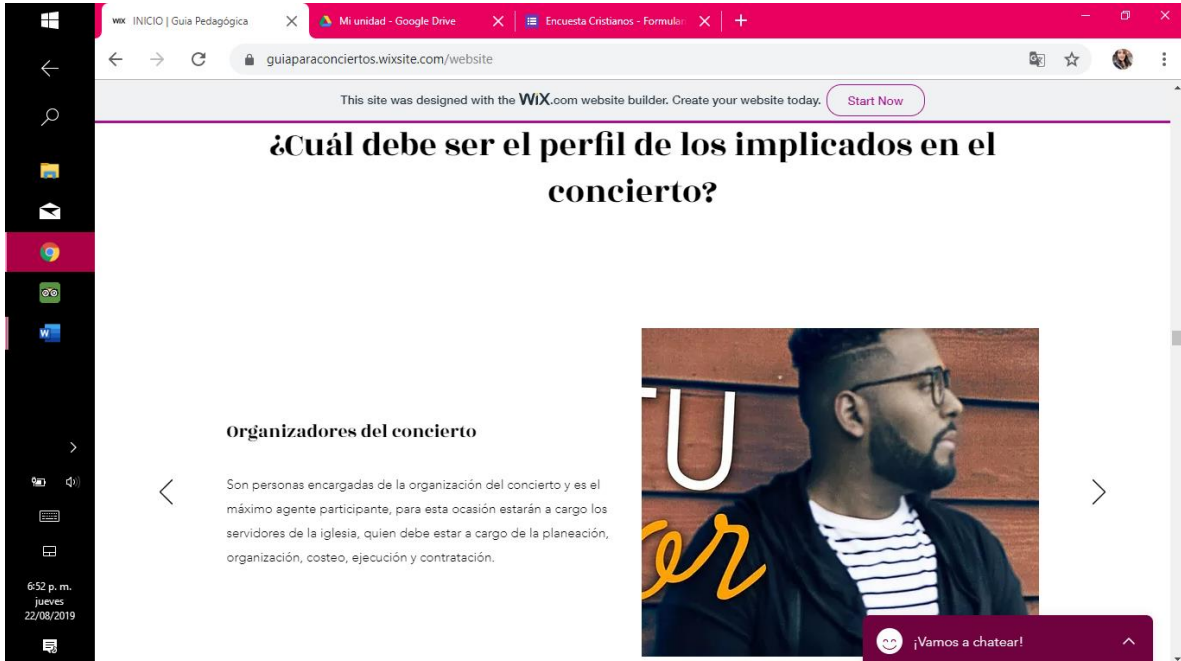 WiX INICIO | Guia Pedagógica
Mi unidad - Google Drive
Encuesta Cristianos - Formular
guiaparaconciertos.wixsite.com/website
This site was designed with the WiX.com website builder. Create your website today. Start Now
¿Cuál debe ser el perfil de los implicados en el
concierto?
Organizadores del concierto
Son personas encargadas de la organización del concierto y es el
máximo agente participante, para esta ocasión estarán a cargo los
servidores de la iglesia, quien debe estar a cargo de la planeación,
organización, costeo, ejecución y contratación.
TU
or
¡Vamos a chatear!
W
6:52 p. m.
jueves
22/08/2019